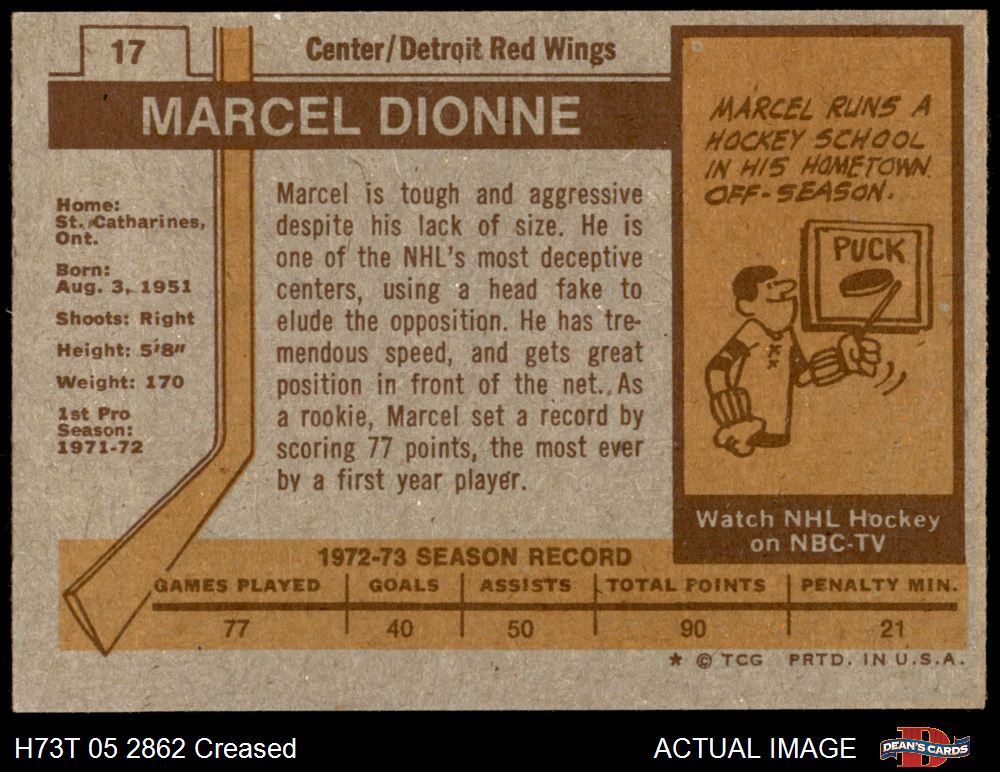 17
Center/Detroit Red Wings
MARCEL DIONNE
Home:
St. Catharines,
Ont.
Born:
Aug. 3, 1951
Shoots: Right
Height: 5'8"
Weight: 170
1st Pro
Season:
1971-72
Marcel is tough and aggressive
despite his lack of size. He is
one of the NHL's most deceptive
centers, using a head fake to
elude the opposition. He has tre-
mendous speed, and gets great
position in front of the net. As
a rookie, Marcel set a record by
scoring 77 points, the most ever
by a first year player.
MARCEL RUNS A
HOCKEY SCHOOL
IN HIS HOMETOWN
OFF-SEASON.
PUCK
Watch NHL Hockey
on NBC-TV
1972-73 SEASON RECORD
GAMES PLAYED GOALS ASSISTS TOTAL POINTS PENALTY MIN.
77 40 50 90 21
* © TCG PRTD. IN U.S.A.
H73T 05 2862 Creased
ACTUAL IMAGE
D
DEAN'S CARDS